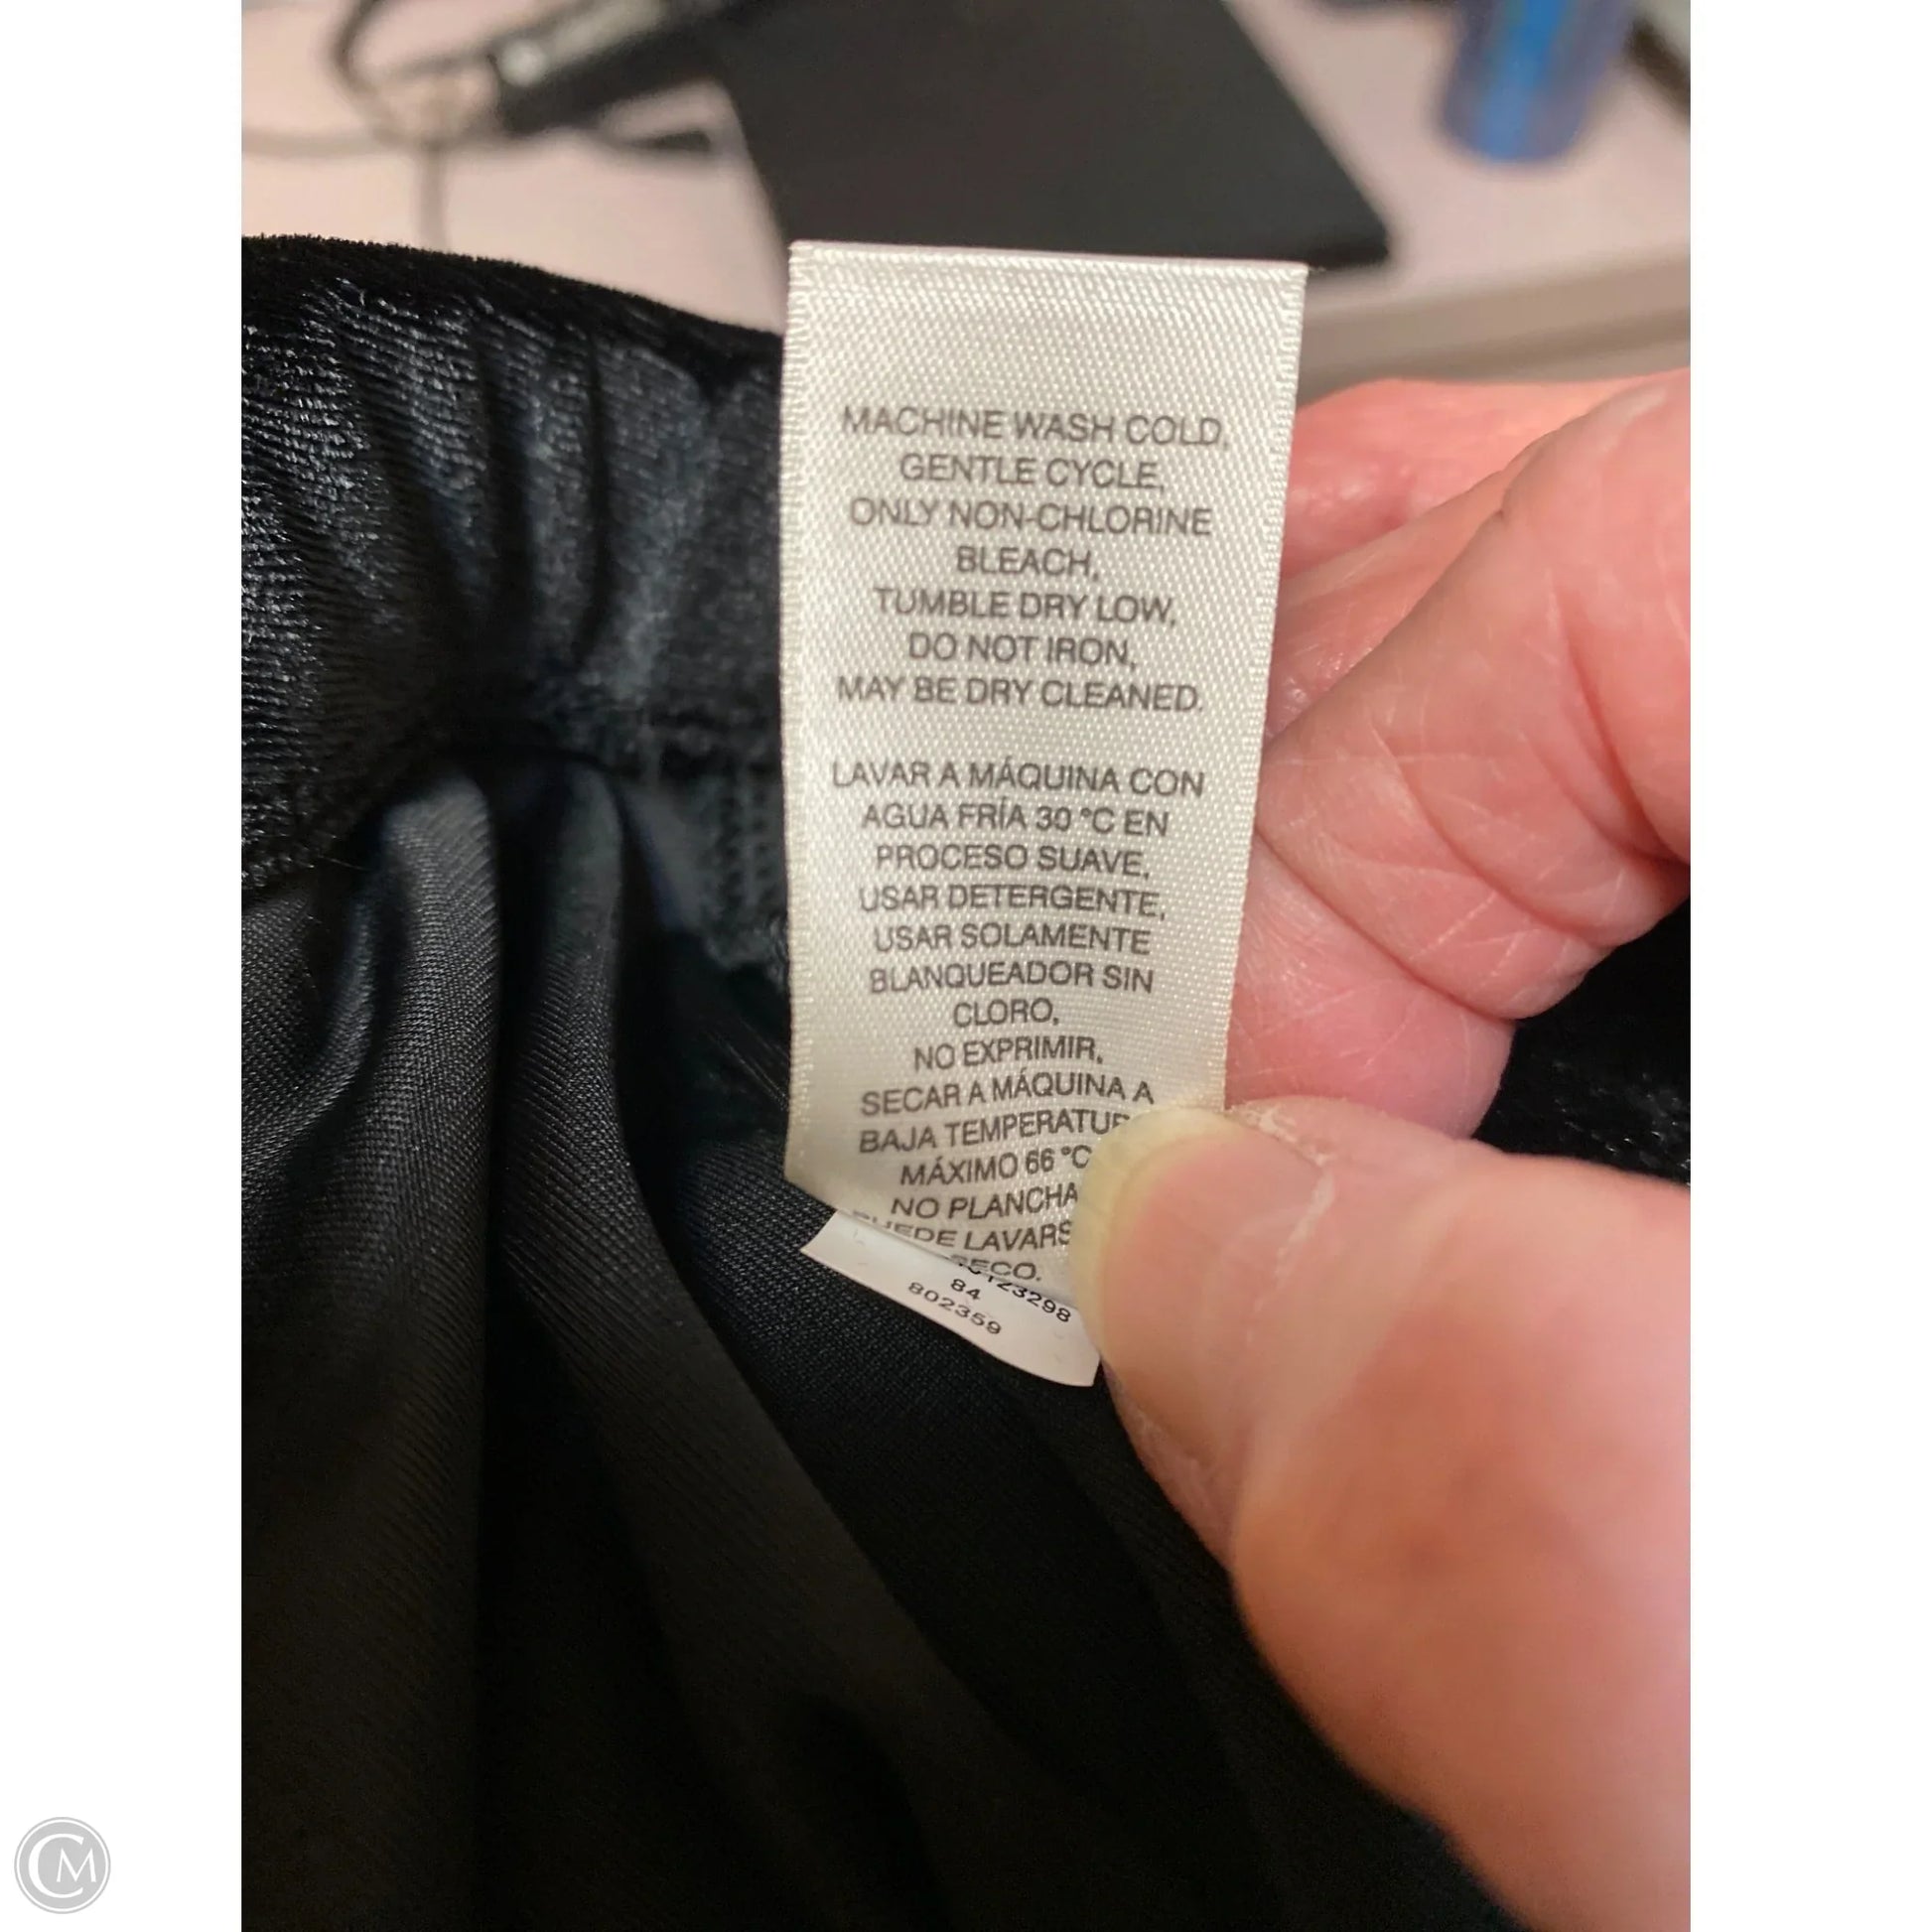 MACHINE WASH COLD,
GENTLE CYCLE,
ONLY NON-CHLORINE
BLEACH,
TUMBLE DRY LOW,
DO NOT IRON,
MAY BE DRY CLEANED.
LAVAR A MÁQUINA CON
AGUA FRÍA 30 °C EN
PROCESO SUAVE,
USAR DETERGENTE,
USAR SOLAMENTE
BLANQUEADOR SIN
CLORO,
NO EXPRIMIR,
SECAR A MÁQUINA A
BAJA
MÁXIMO 66 °C
NO
SECO.
84
802359
CM